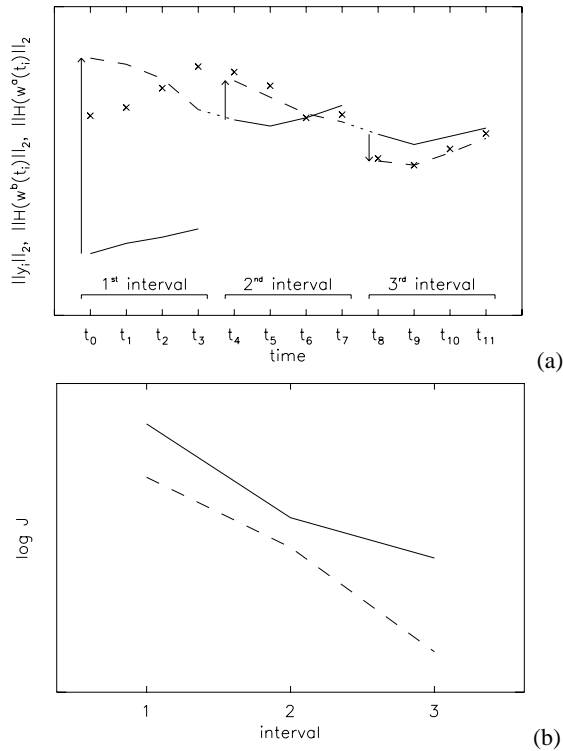 ||y_i||_2, ||H(w^b(t_i)||_2, ||H(w^a(t_i)||_2
1st interval 2nd interval 3rd interval
t_0 t_1 t_2 t_3 t_4 t_5 t_6 t_7 t_8 t_9 t_10 t_11
time
(a)
log J
1 2 3
interval
(b)